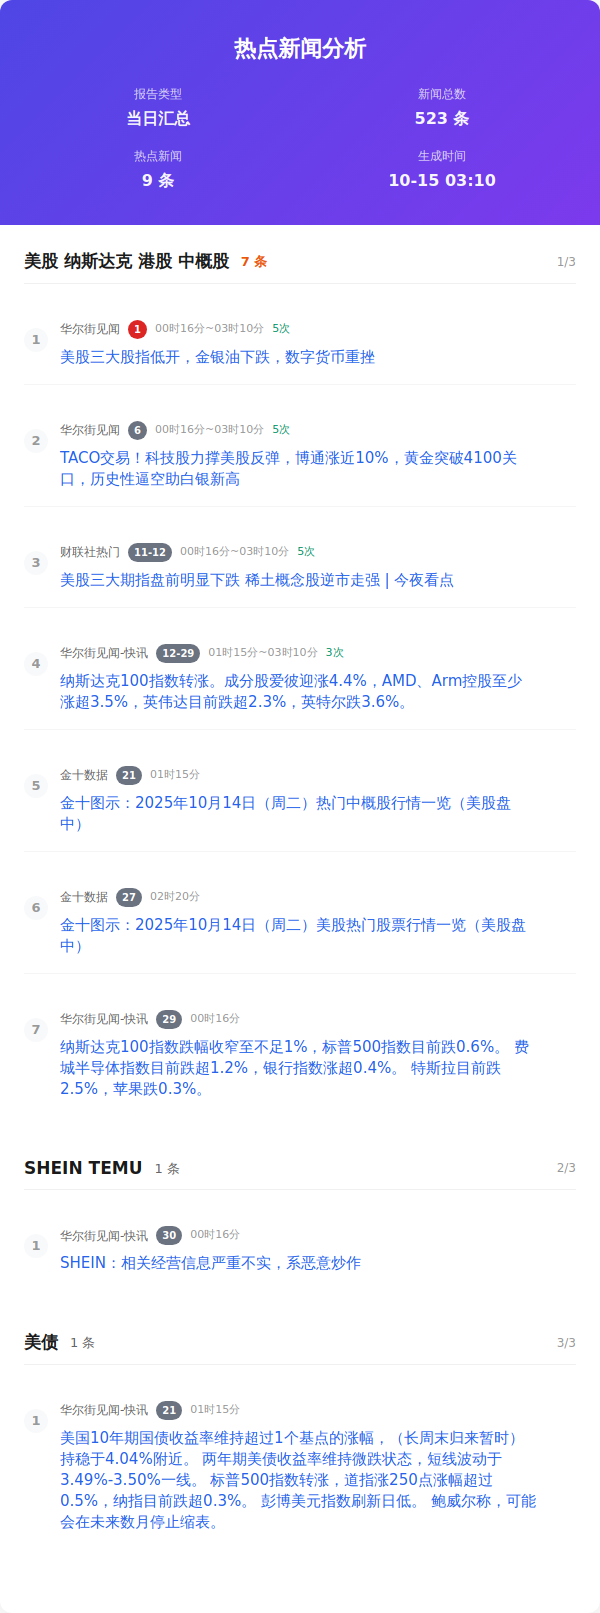 热点新闻分析
报告类型
新闻总数
当日汇总
523 条
热点新闻
生成时间
9 条
10-15 03:10
美股 纳斯达克 港股 中概股 7 条 1/3
1
华尔街见闻 1 00时16分~03时10分 5次
美股三大股指低开，金银油下跌，数字货币重挫
2
华尔街见闻 6 00时16分~03时10分 5次
TACO交易！科技股力撑美股反弹，博通涨近10%，黄金突破4100关
口，历史性逼空助白银新高
3
财联社热门 11-12 00时16分~03时10分 5次
美股三大期指盘前明显下跌 稀土概念股逆市走强 | 今夜看点
4
华尔街见闻-快讯 12-29 01时15分~03时10分 3次
纳斯达克100指数转涨。成分股爱彼迎涨4.4%，AMD、Arm控股至少
涨超3.5%，英伟达目前跌超2.3%，英特尔跌3.6%。
5
金十数据 21 01时15分
金十图示：2025年10月14日（周二）热门中概股行情一览（美股盘
中）
6
金十数据 27 02时20分
金十图示：2025年10月14日（周二）美股热门股票行情一览（美股盘
中）
7
华尔街见闻-快讯 29 00时16分
纳斯达克100指数跌幅收窄至不足1%，标普500指数目前跌0.6%。 费
城半导体指数目前跌超1.2%，银行指数涨超0.4%。 特斯拉目前跌
2.5%，苹果跌0.3%。
SHEIN TEMU 1 条 2/3
1
华尔街见闻-快讯 30 00时16分
SHEIN：相关经营信息严重不实，系恶意炒作
美债 1 条 3/3
1
华尔街见闻-快讯 21 01时15分
美国10年期国债收益率维持超过1个基点的涨幅，（长周末归来暂时）
持稳于4.04%附近。 两年期美债收益率维持微跌状态，短线波动于
3.49%-3.50%一线。 标普500指数转涨，道指涨250点涨幅超过
0.5%，纳指目前跌超0.3%。 彭博美元指数刷新日低。 鲍威尔称，可能
会在未来数月停止缩表。